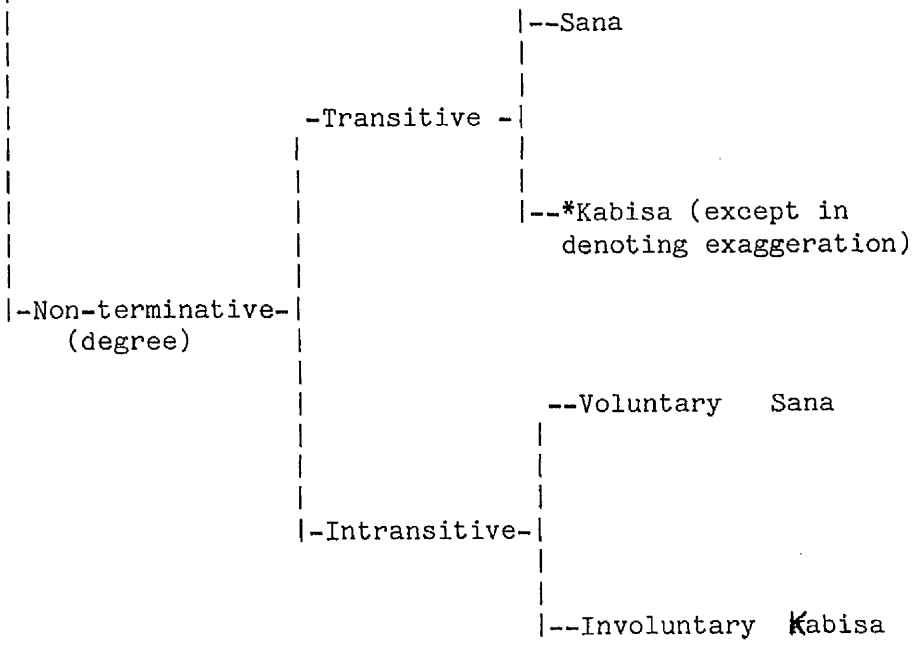 |--Sana
-Transitive -|
|--*Kabisa (except in
denoting exaggeration)
|-Non-terminative-|
(degree)
--Voluntary Sana
|-Intransitive-|
|--Involuntary Kabisa